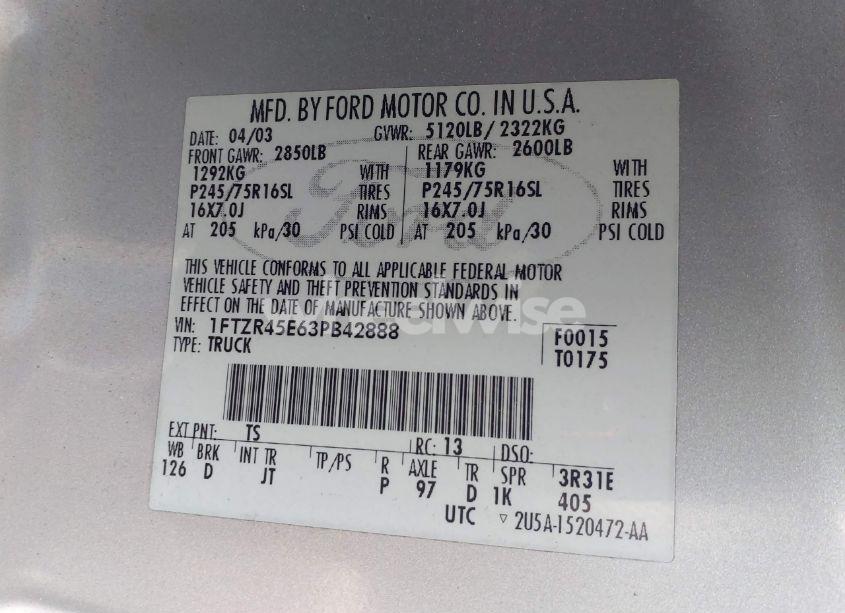 MFD. BY FORD MOTOR CO. IN U.S.A.
DATE: 04/03 GVWR: 5120LB/ 2322KG
FRONT GAWR: 2850LB REAR GAWR: 2600LB
1292KG WITH 1179KG WITH
P245/75R16SL TIRES P245/75R16SL TIRES
16X7.0J RIMS 16X7.0J RIMS
AT 205 kPa/30 PSI COLD AT 205 kPa/30 PSI COLD
Ford
THIS VEHICLE CONFORMS TO ALL APPLICABLE FEDERAL MOTOR
VEHICLE SAFETY AND THEFT PREVENTION STANDARDS IN
EFFECT ON THE DATE OF MANUFACTURE SHOWN ABOVE.
VIN: 1FTZR45E63PB42888 F0015
TYPE: TRUCK T0175
EXT PNT: TS RC: 13 DSO:
WB BRK INT TR TP/PS R AXLE TR SPR 3R31E
126 D JT P 97 D 1K 405
UTC ▽ 2U5A-1520472-AA